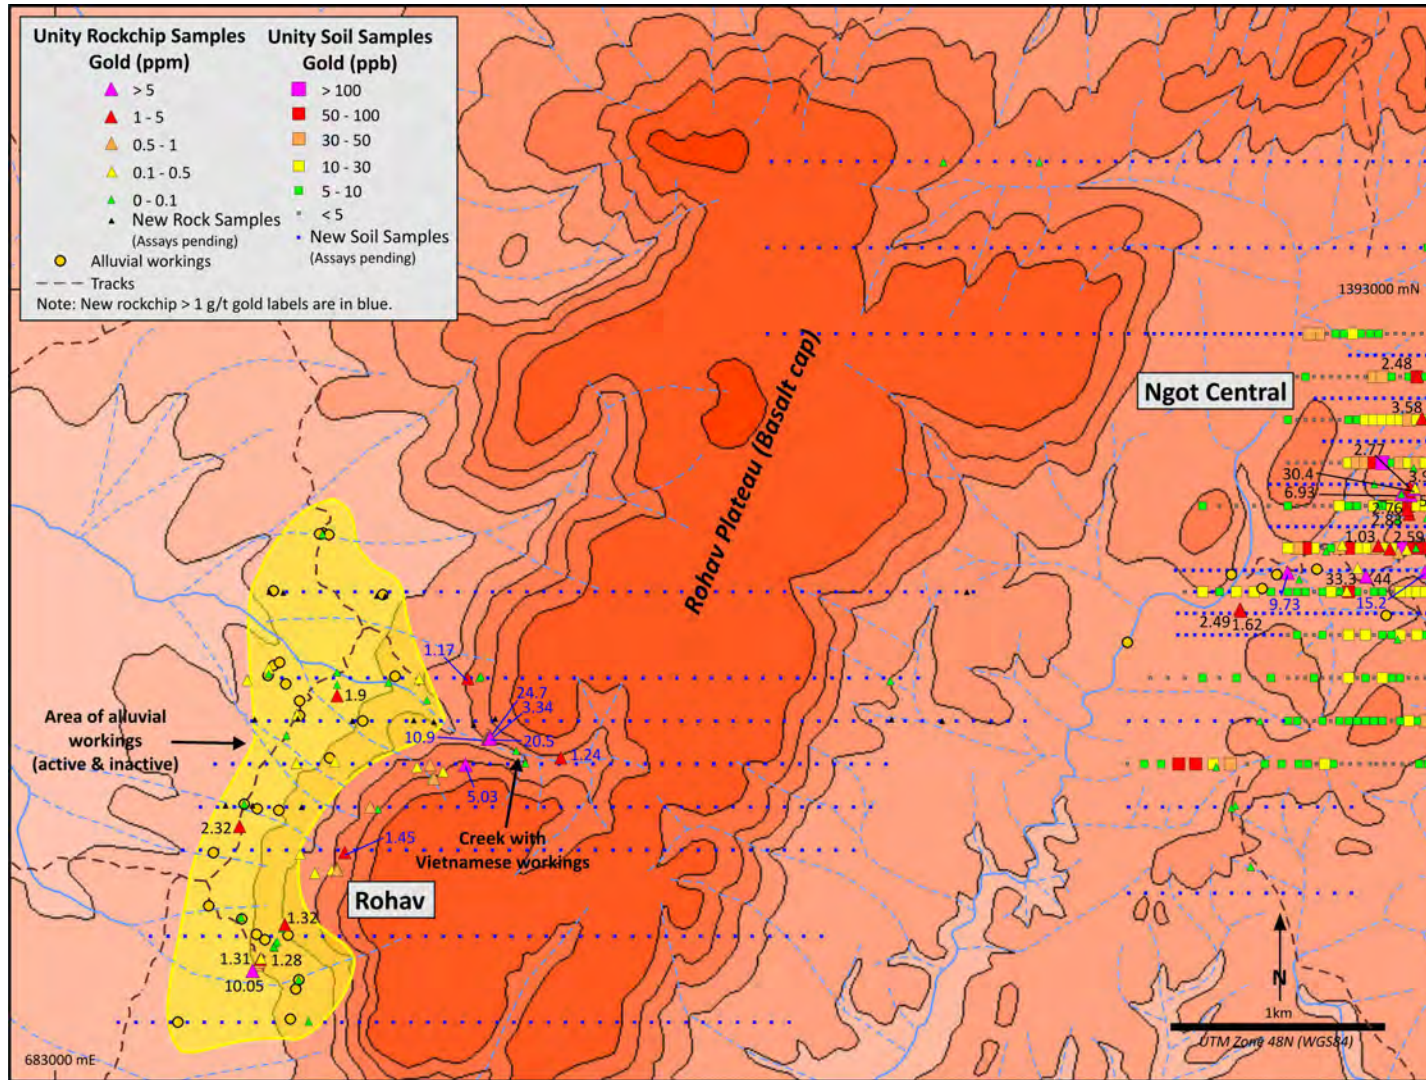 Unity Rockchip Samples
Gold (ppm)
> 5
1 - 5
0.5 - 1
0.1 - 0.5
0 - 0.1
New Rock Samples
(Assays pending)
Unity Soil Samples
Gold (ppb)
> 100
50 - 100
30 - 50
10 - 30
5 - 10
< 5
New Soil Samples
(Assays pending)
Alluvial workings
Tracks
Note: New rockchip > 1 g/t gold labels are in blue.
1393000 mN
Rohav Plateau (Basalt cap)
Ngot Central
2.48
3.58
2.77
30.4
6.93
2.76
2.83
1.03
2.59
33.3
9.73
15.2
2.49
1.62
1.17
24.7
3.34
10.9
20.5
1.24
5.03
1.9
Area of alluvial
workings
(active & inactive)
2.32
1.45
Creek with
Vietnamese workings
Rohav
1.32
1.31
1.28
10.05
N
1km
UTM Zone 48N (WGS84)
683000 mE